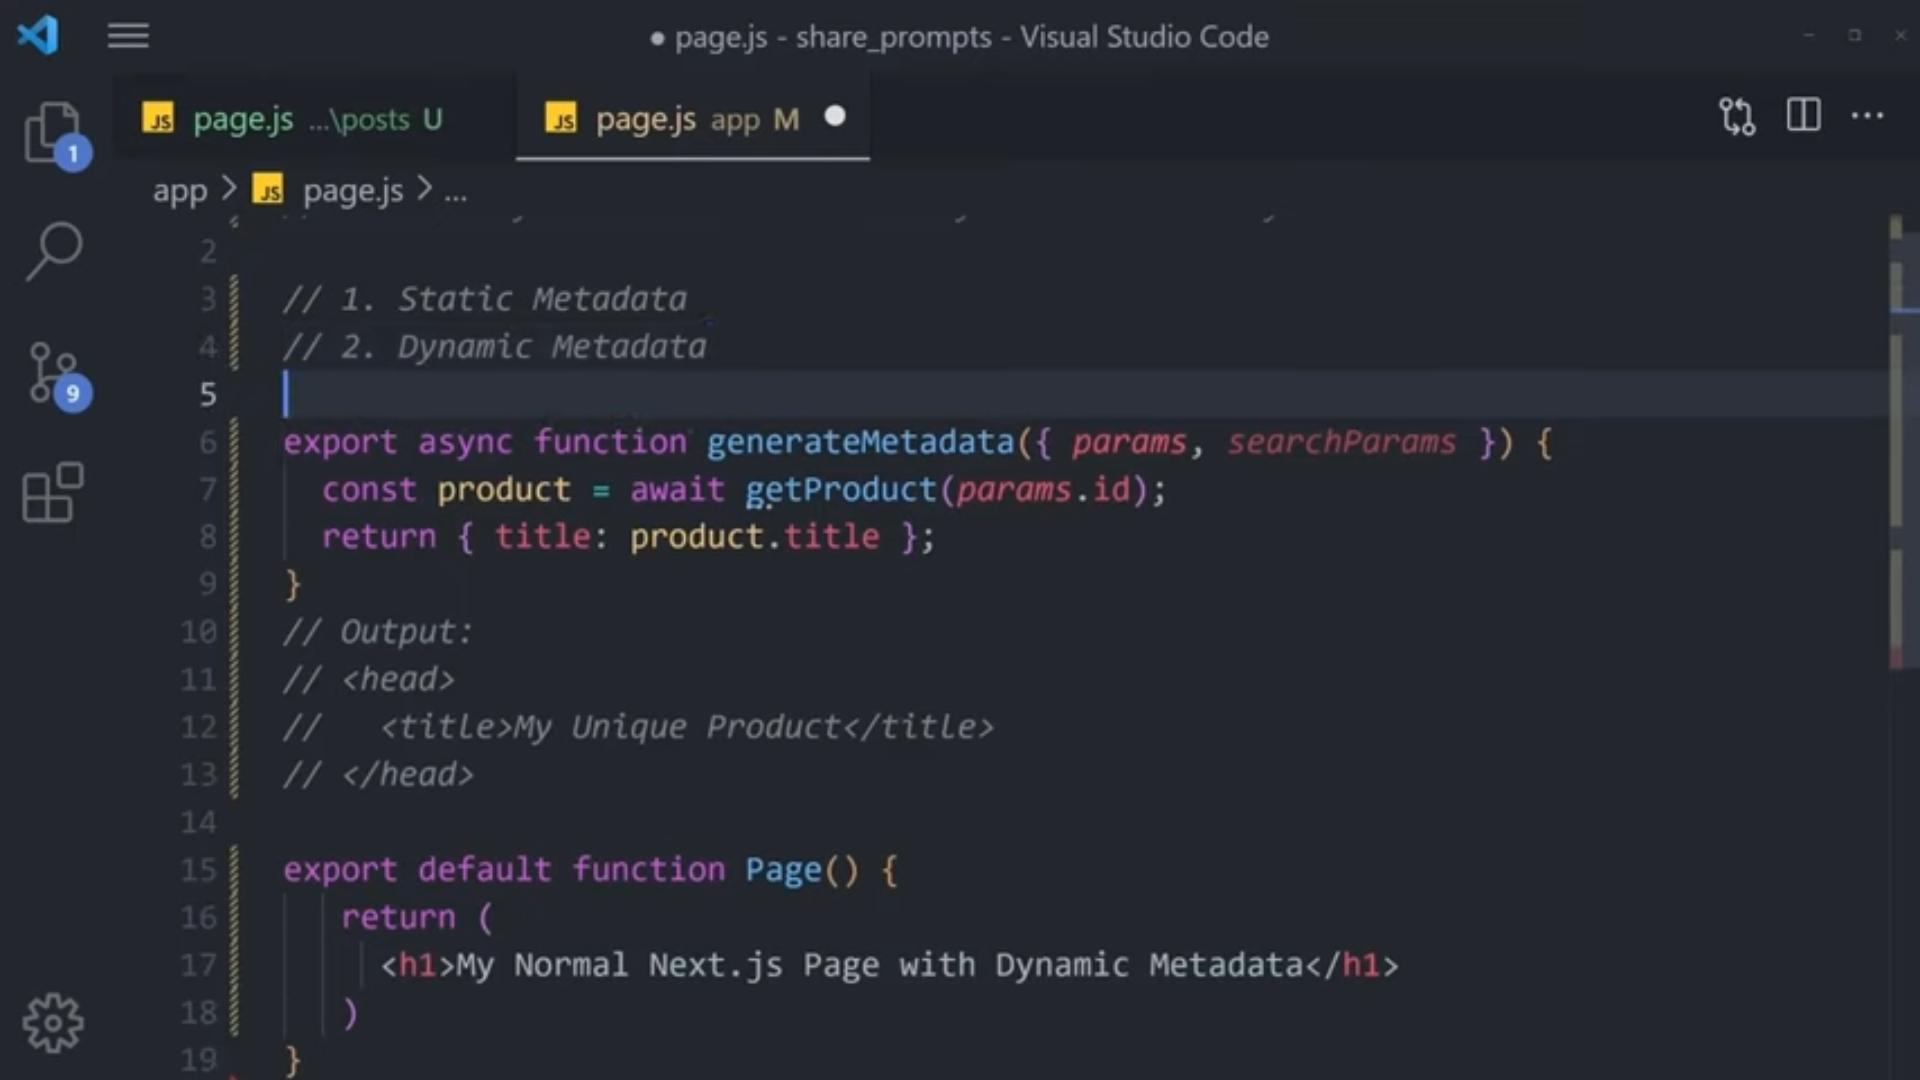 ● page.js - share_prompts - Visual Studio Code
JS page.js ...\posts U
JS page.js app M ●
app > JS page.js > ...
1
9
2
3 // 1. Static Metadata
4 // 2. Dynamic Metadata
5
6 export async function generateMetadata({ params, searchParams }) {
7 const product = await getProduct(params.id);
8 return { title: product.title };
9 }
10 // Output:
11 // <head>
12 //   <title>My Unique Product</title>
13 // </head>
14
15 export default function Page() {
16 return (
17 <h1>My Normal Next.js Page with Dynamic Metadata</h1>
18 )
19 }